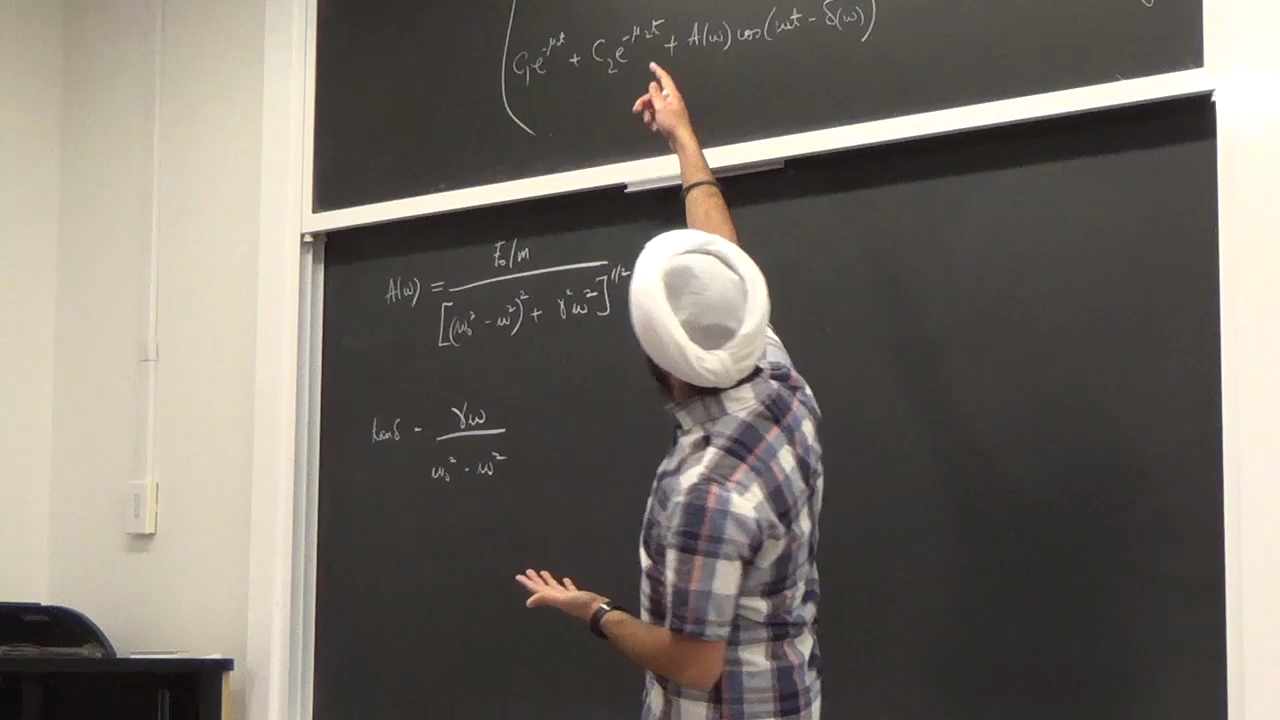 C₁e^{-μ₁t} + C₂e^{-μ₂t} + A(ω) cos(ωt - δ(ω))
A(ω) = F₀/m / [(ω₀² - ω²)² + γ²ω²]^{1/2}
tanδ = γω / ω₀² - ω²